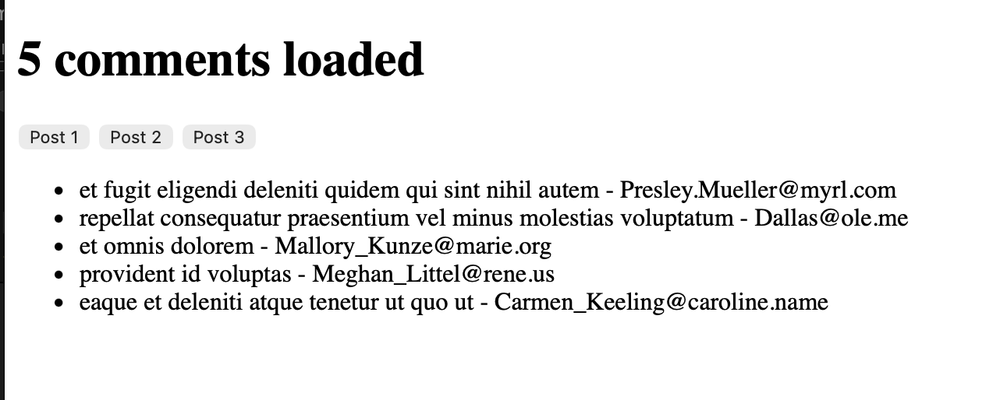 5 comments loaded
Post 1 Post 2 Post 3
et fugit eligendi deleniti quidem qui sint nihil autem - Presley.Mueller@myrl.com
repellat consequatur praesentium vel minus molestias voluptatum - Dallas@ole.me
et omnis dolorem - Mallory_Kunze@marie.org
provident id voluptas - Meghan_Littel@rene.us
eaque et deleniti atque tenetur ut quo ut - Carmen_Keeling@caroline.name